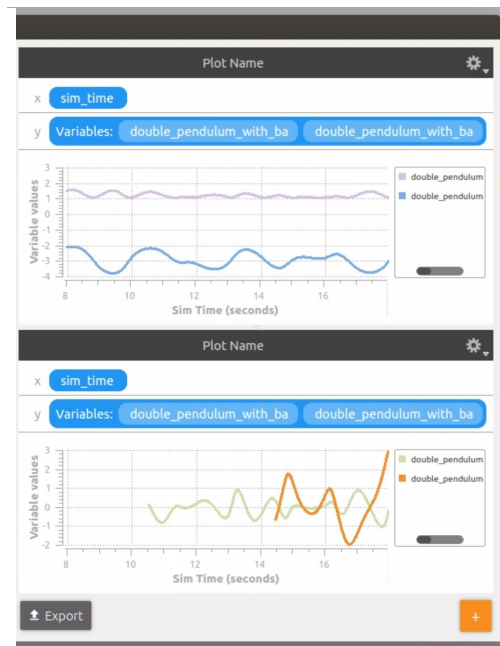 Plot Name
x sim_time
y Variables: double_pendulum_with_ba double_pendulum_with_ba
3
2
1
0
-1
-2
-3
-4
Variable values
8 10 12 14 16
Sim Time (seconds)
double_pendulum
double_pendulum
Plot Name
x sim_time
y Variables: double_pendulum_with_ba double_pendulum_with_ba
3
2
1
0
-1
-2
Variable values
8 10 12 14 16
Sim Time (seconds)
double_pendulum
double_pendulum
Export
+